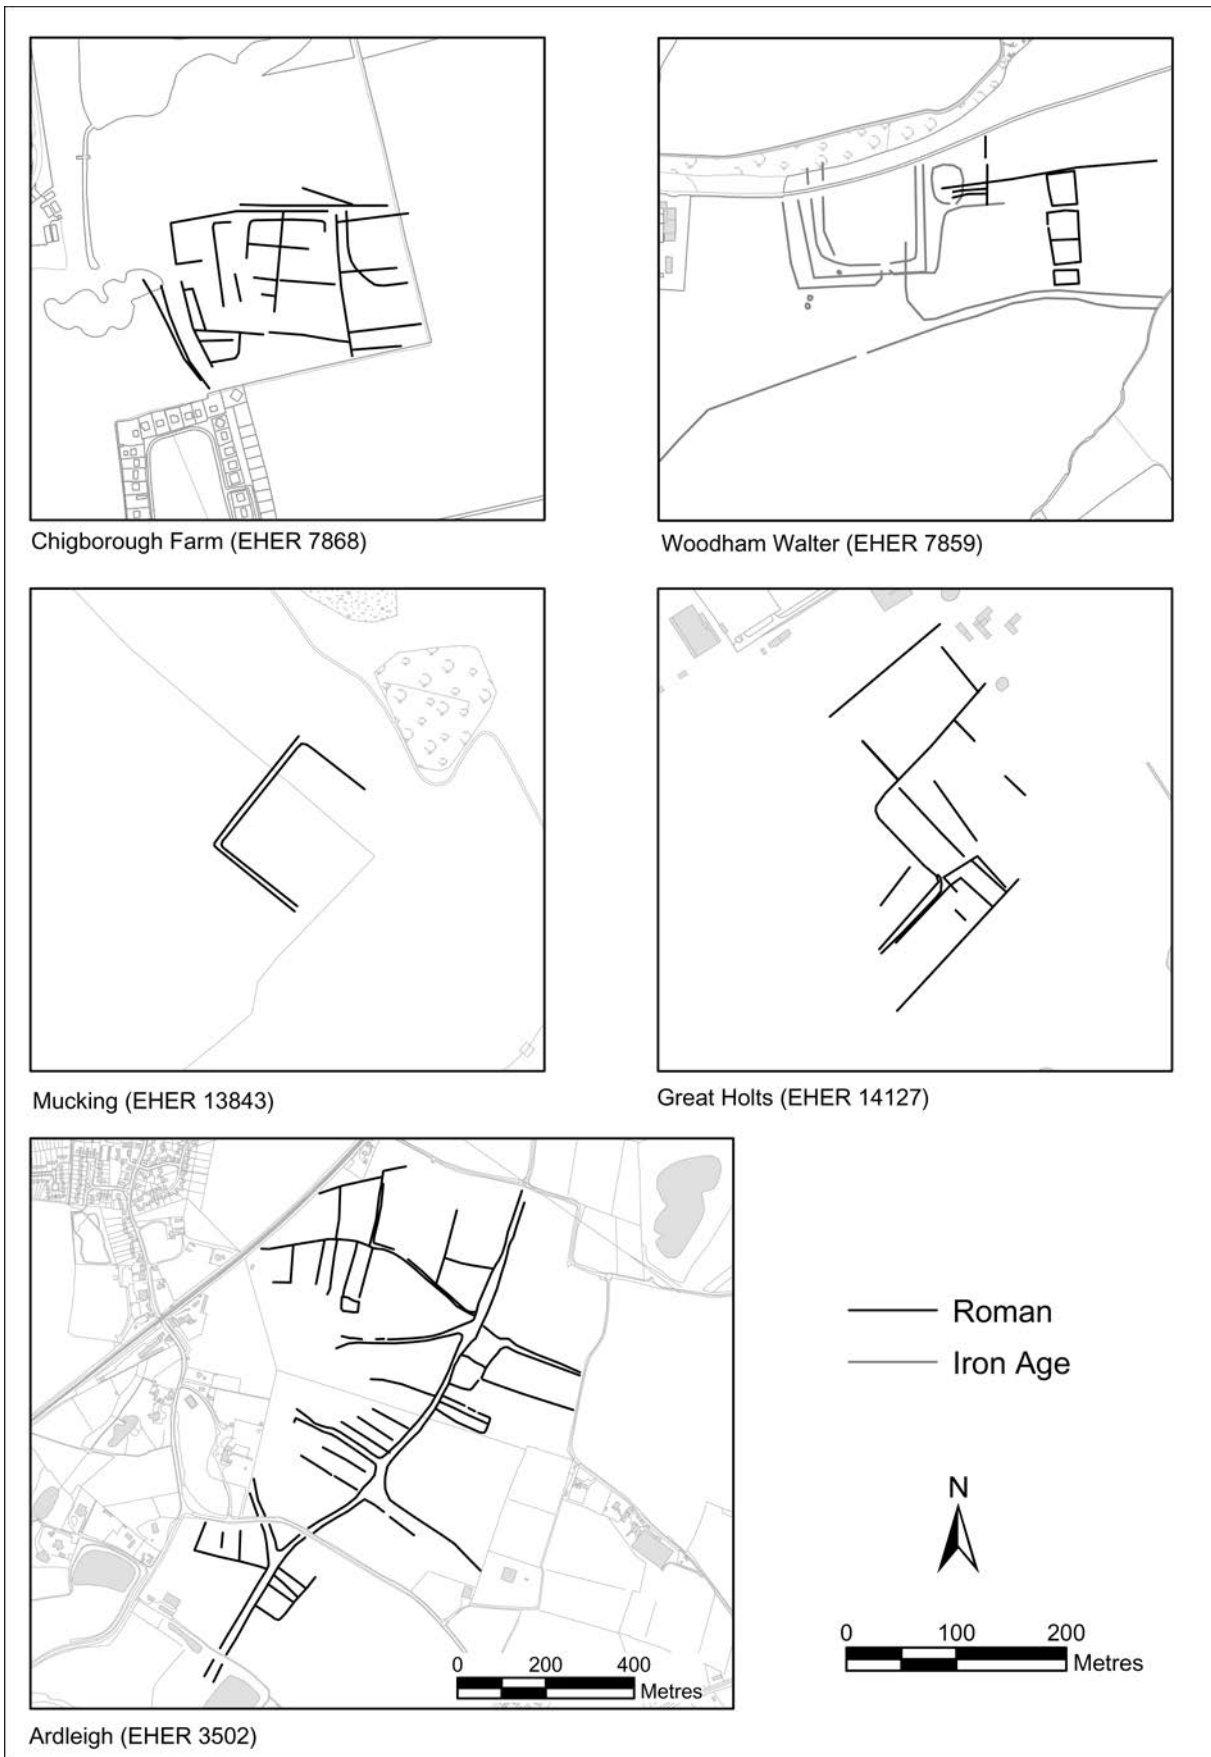 Chigborough Farm (EHER 7868)
Woodham Walter (EHER 7859)
Mucking (EHER 13843)
Great Holts (EHER 14127)
Roman
Iron Age
N
0 100 200
Metres
0 200 400
Metres
Ardleigh (EHER 3502)